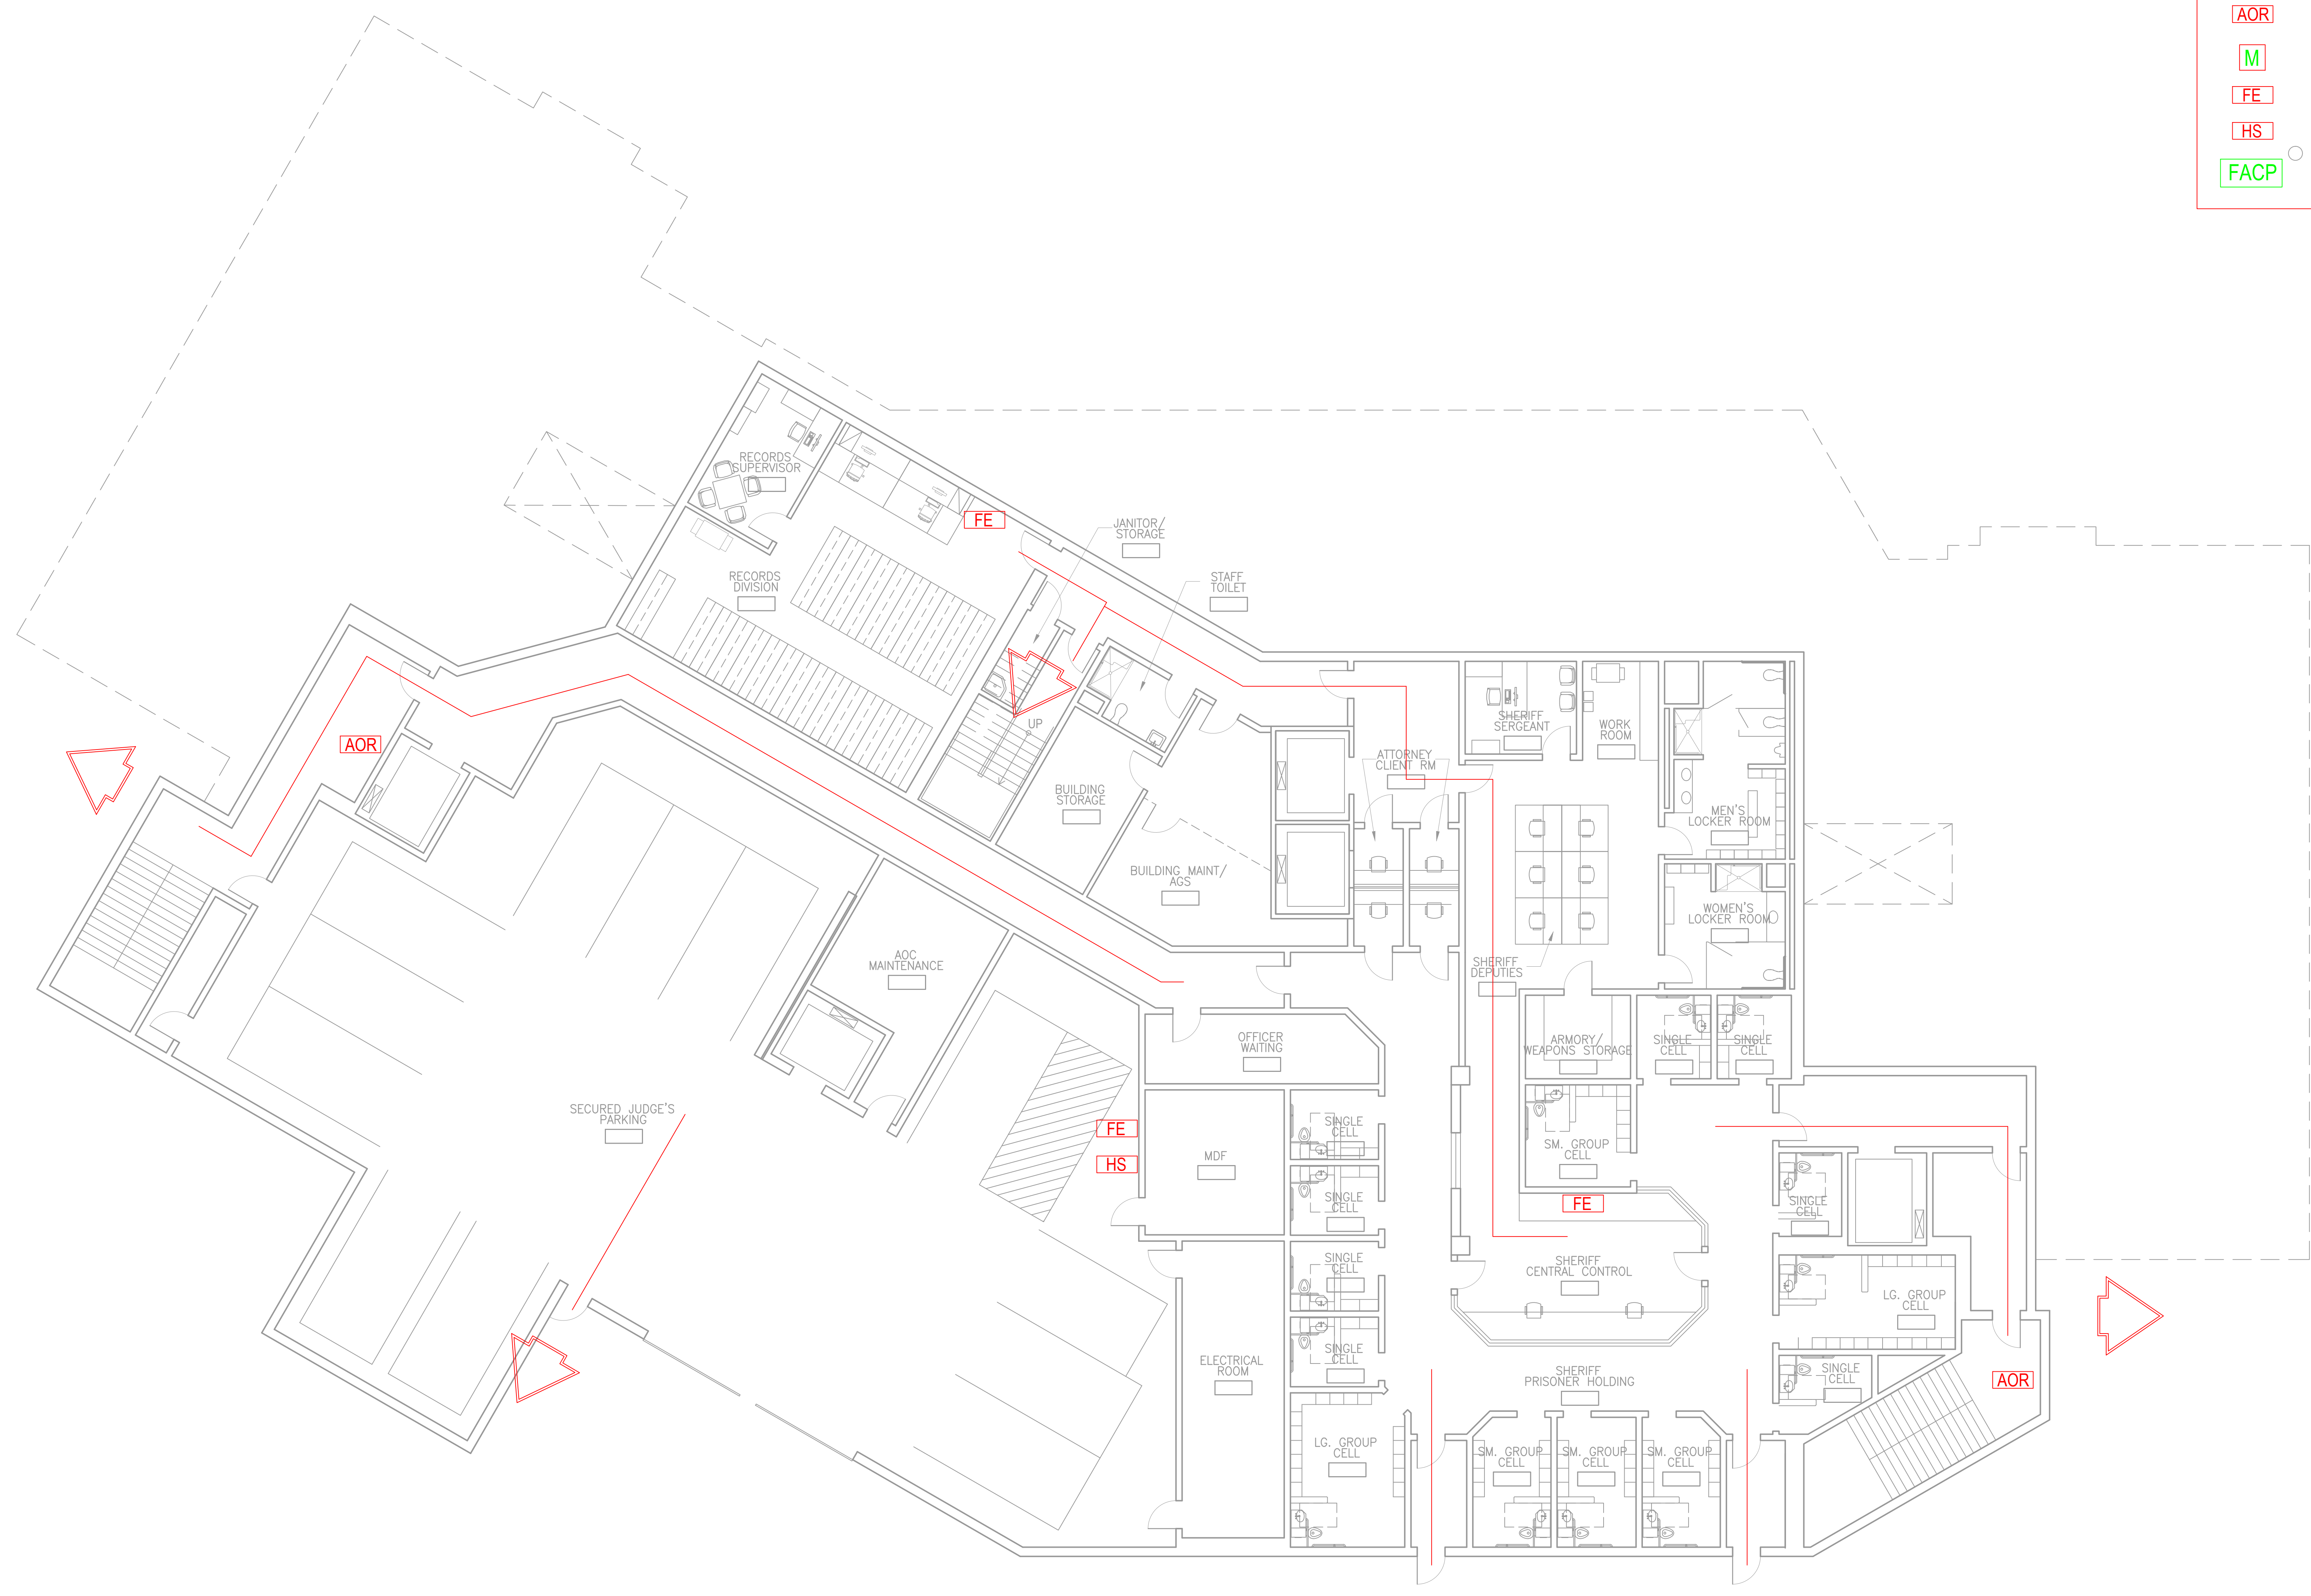 AOR
M
FE
HS
FACP
RECORDS
SUPERVISOR
FE
JANITOR/
STORAGE
RECORDS
DIVISION
STAFF
TOILET
UP
AOR
SHERIFF
SERGEANT
WORK
ROOM
ATTORNEY
CLIENT RM
BUILDING
STORAGE
MEN'S
LOCKER ROOM
BUILDING MAINT/
AGS
WOMEN'S
LOCKER ROOM
AOC
MAINTENANCE
SHERIFF
DEPUTIES
OFFICER
WAITING
ARMORY/
WEAPONS STORAGE
SINGLE
CELL
SINGLE
CELL
SECURED JUDGE'S
PARKING
FE
HS
SINGLE
CELL
MDF
SM. GROUP
CELL
SINGLE
CELL
FE
SINGLE
CELL
SINGLE
CELL
SHERIFF
CENTRAL CONTROL
LG. GROUP
CELL
SINGLE
CELL
ELECTRICAL
ROOM
SHERIFF
PRISONER HOLDING
SINGLE
CELL
AOR
LG. GROUP
CELL
SM. GROUP
CELL
SM. GROUP
CELL
SM. GROUP
CELL